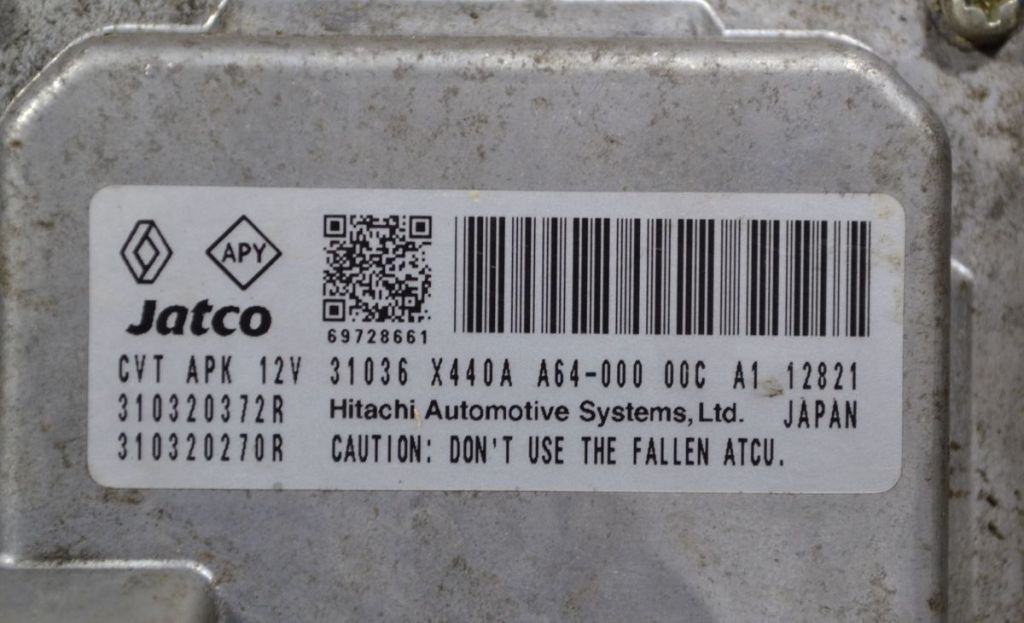 APY
Jatco
69728661
CVT APK 12V 31036 X440A A64-000 00C A1 12821
310320372R Hitachi Automotive Systems, Ltd. JAPAN
310320270R CAUTION: DON'T USE THE FALLEN ATCU.